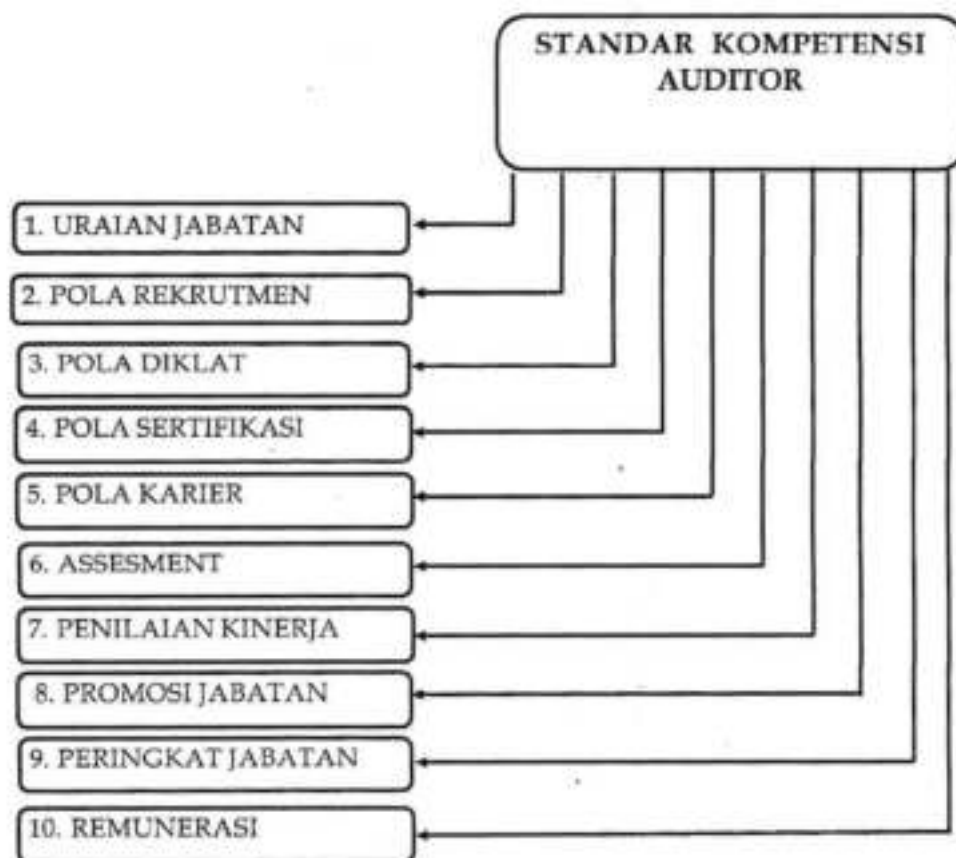 STANDAR KOMPETENSI
AUDITOR
1. URAIAN JABATAN
2. POLA REKRUTMEN
3. POLA DIKLAT
4. POLA SERTIFIKASI
5. POLA KARIER
6. ASSESMENT
7. PENILAIAN KINERJA
8. PROMOSI JABATAN
9. PERINGKAT JABATAN
10. REMUNERASI